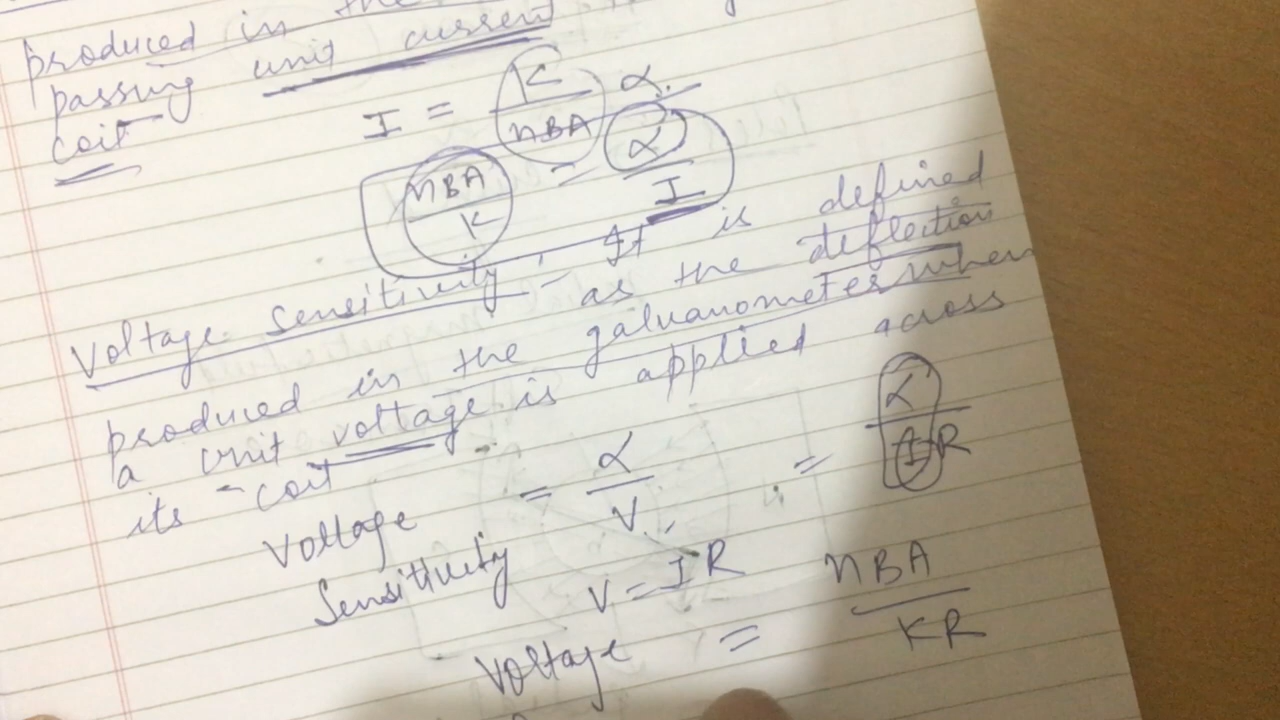 produced in the
passing unit current
coil
I = K/nBA α
nBA/K = α/I
Voltage Sensitivity :- It is defined
as the deflection
produced in the galvanometer when
a unit voltage is applied across
its coil
Voltage Sensitivity = α/V = α/IR
V = IR
Voltage = nBA/KR